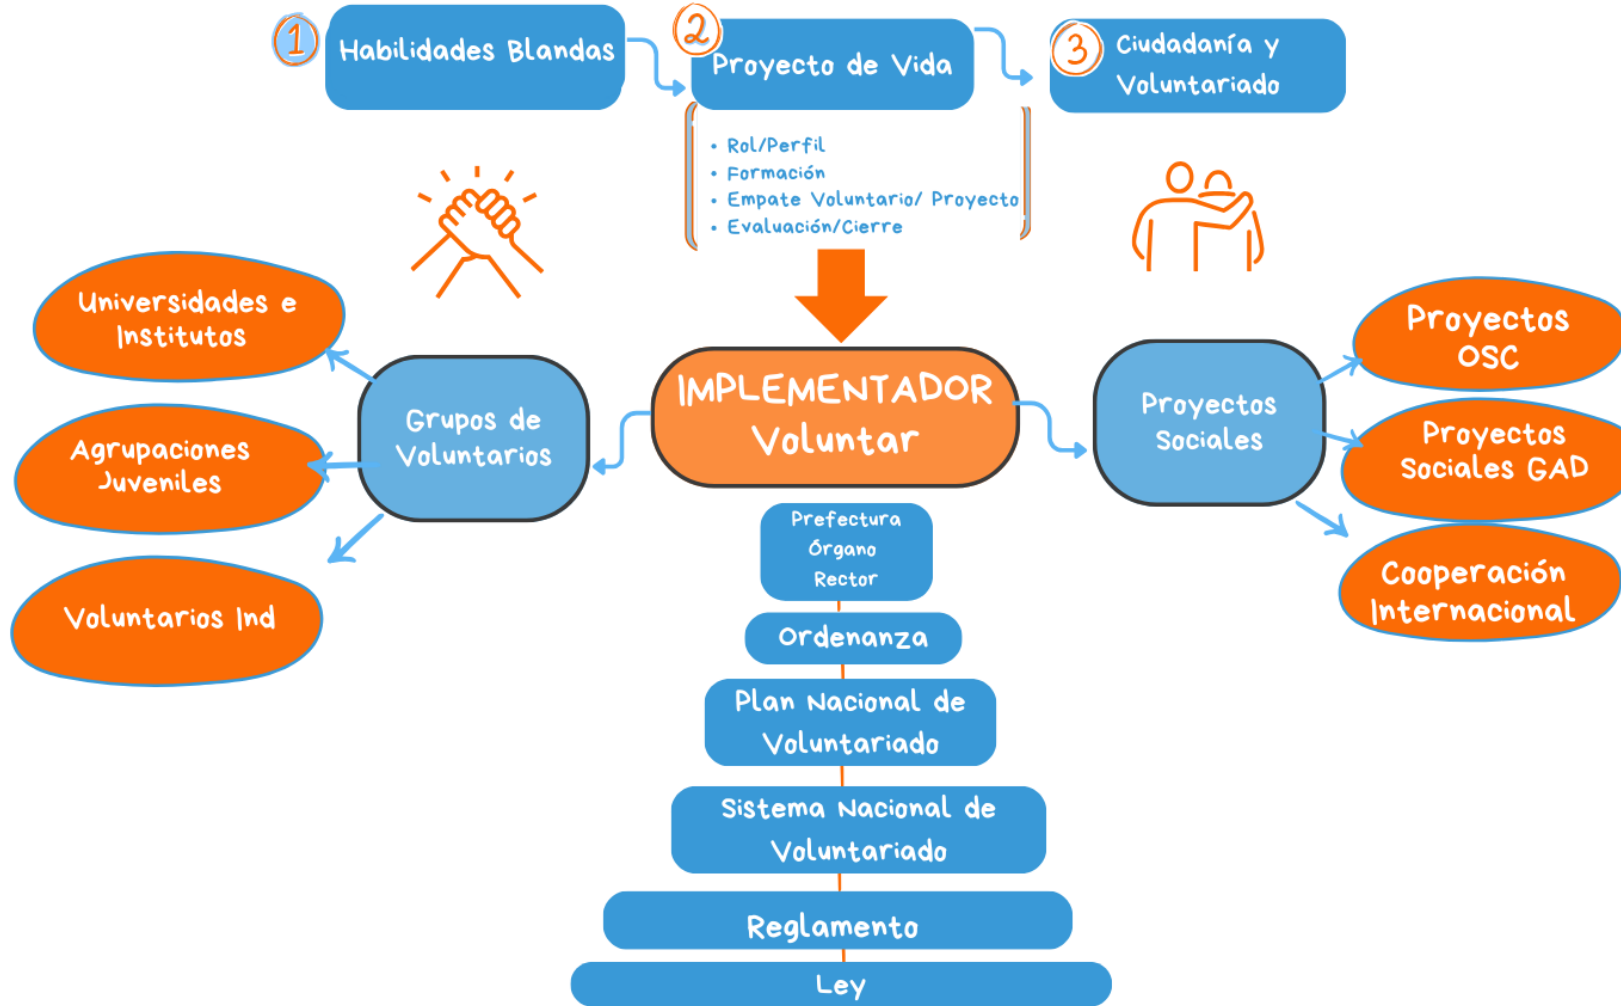 1
Habilidades Blandas
2
Proyecto de Vida
3
Ciudadanía y
Voluntariado
• Rol/Perfil
• Formación
• Empate Voluntario/ Proyecto
• Evaluación/Cierre
Universidades e
Institutos
Agrupaciones
Juveniles
Voluntarios Ind
Grupos de
Voluntarios
IMPLEMENTADOR
Voluntar
Proyectos
Sociales
Proyectos
OSC
Proyectos
Sociales GAD
Cooperación
Internacional
Prefectura
Órgano
Rector
Ordenanza
Plan Nacional de
Voluntariado
Sistema Nacional de
Voluntariado
Reglamento
Ley